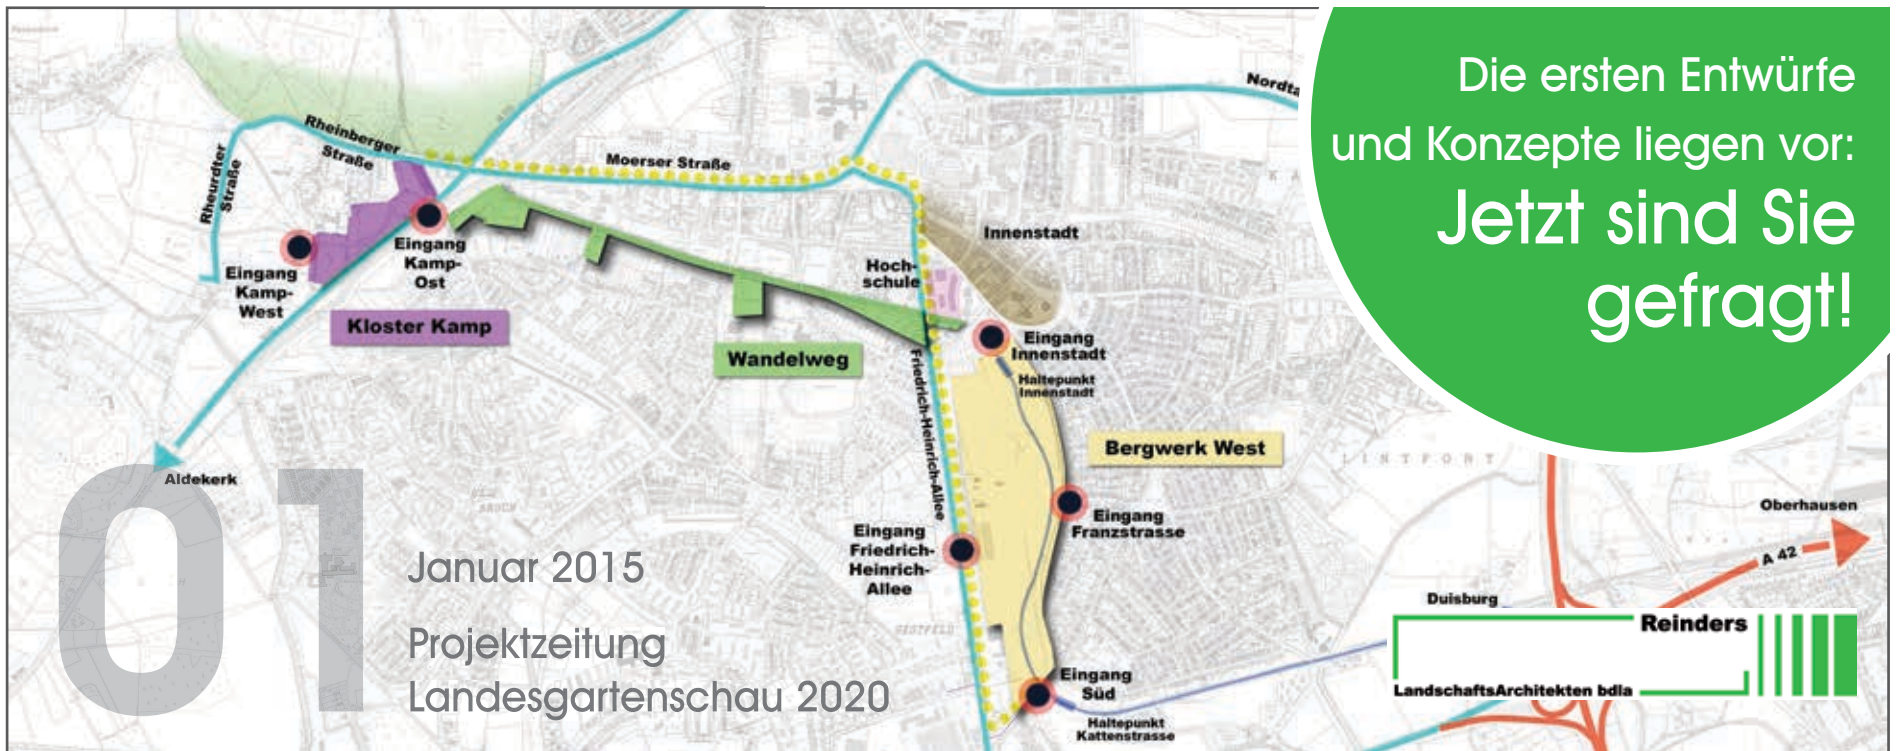 Die ersten Entwürfe
und Konzepte liegen vor:
Jetzt sind Sie
gefragt!
Rheinberger
Straße
Rheurdter
Straße
Moerser Straße
Innenstadt
Hoch-
schule
Eingang
Kamp-
West
Eingang
Kamp-
Ost
Kloster Kamp
Wandelweg
Eingang
Innenstadt
Haltepunkt
Innenstadt
Friedrich-Heinrich-Allee
Bergwerk West
LINTFORT
Aldekerk
Eingang
Franzstrasse
Eingang
Friedrich-
Heinrich-
Allee
Oberhausen
A 42
Duisburg
Eingang
Süd
Haltepunkt
Kattenstrasse
01
Januar 2015
Projektzeitung
Landesgartenschau 2020
Reinders
LandschaftsArchitekten bdla